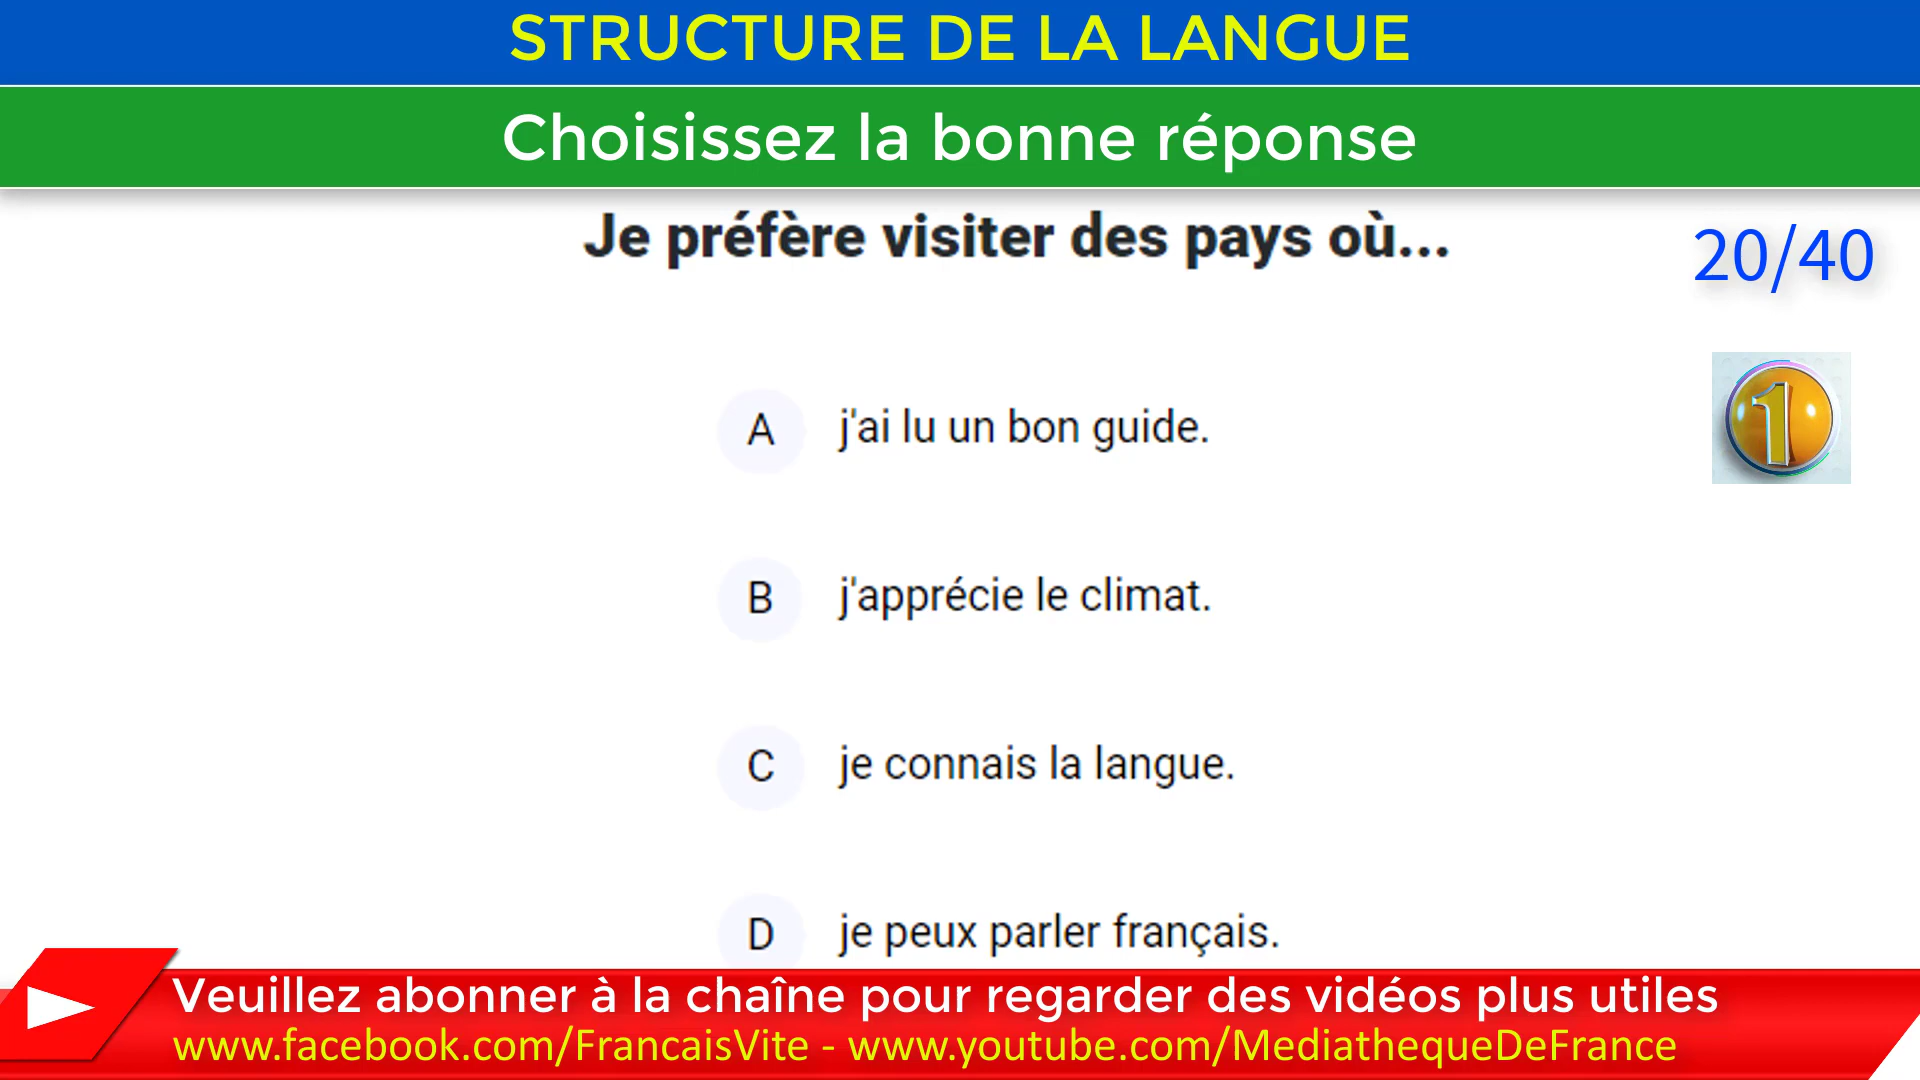 STRUCTURE DE LA LANGUE
Choisissez la bonne réponse
Je préfère visiter des pays où...
20/40
1
A j'ai lu un bon guide.
B j'apprécie le climat.
C je connais la langue.
D je peux parler français.
Veuillez abonner à la chaîne pour regarder des vidéos plus utiles
www.facebook.com/FrancaisVite - www.youtube.com/MediathequeDeFrance